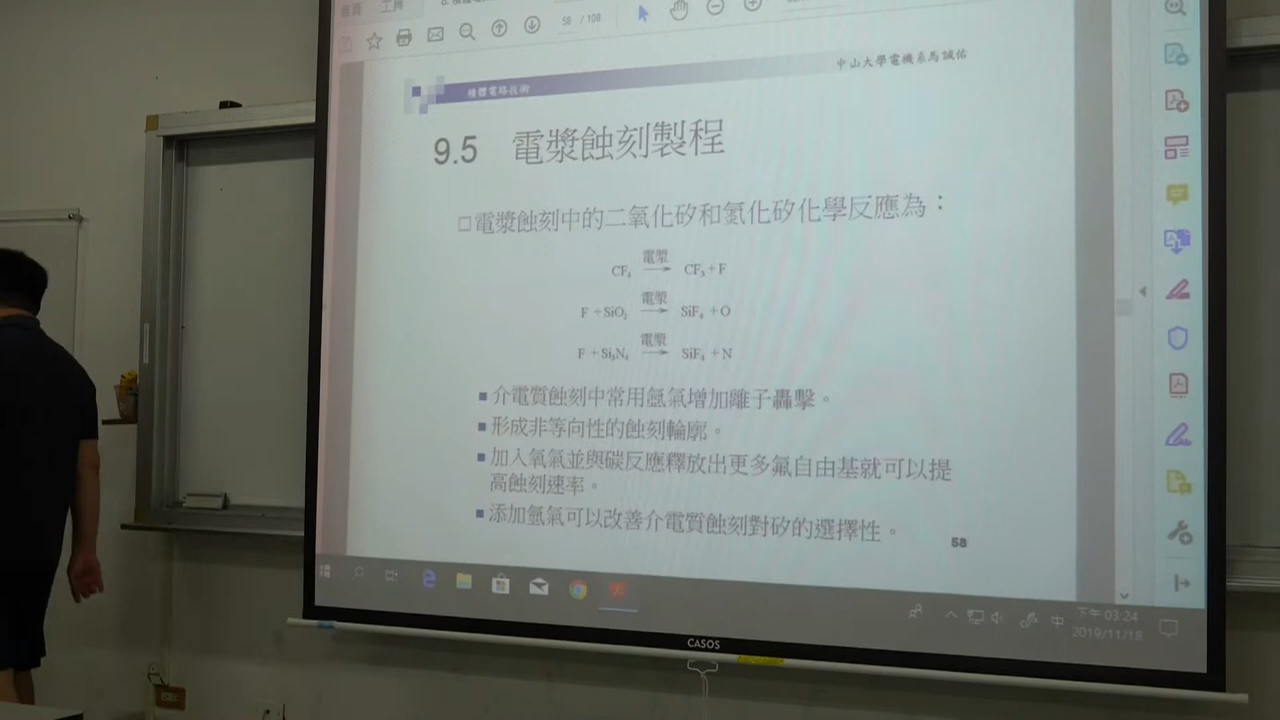 工具
58 / 108
積體電路技術
中山大學電機系馬誠佑
9.5 電漿蝕刻製程
電漿蝕刻中的二氧化矽和氮化矽化學反應為：
電漿
CF₄ → CF₃ + F
電漿
F + SiO₂ → SiF₄ + O
電漿
F + Si₃N₄ → SiF₄ + N
介電質蝕刻中常用氬氣增加離子轟擊。
形成非等向性的蝕刻輪廓。
加入氧氣並與碳反應釋放出更多氟自由基就可以提
高蝕刻速率。
添加氫氣可以改善介電質蝕刻對矽的選擇性。
58
中
下午 03:24
2019/11/18
CASOS